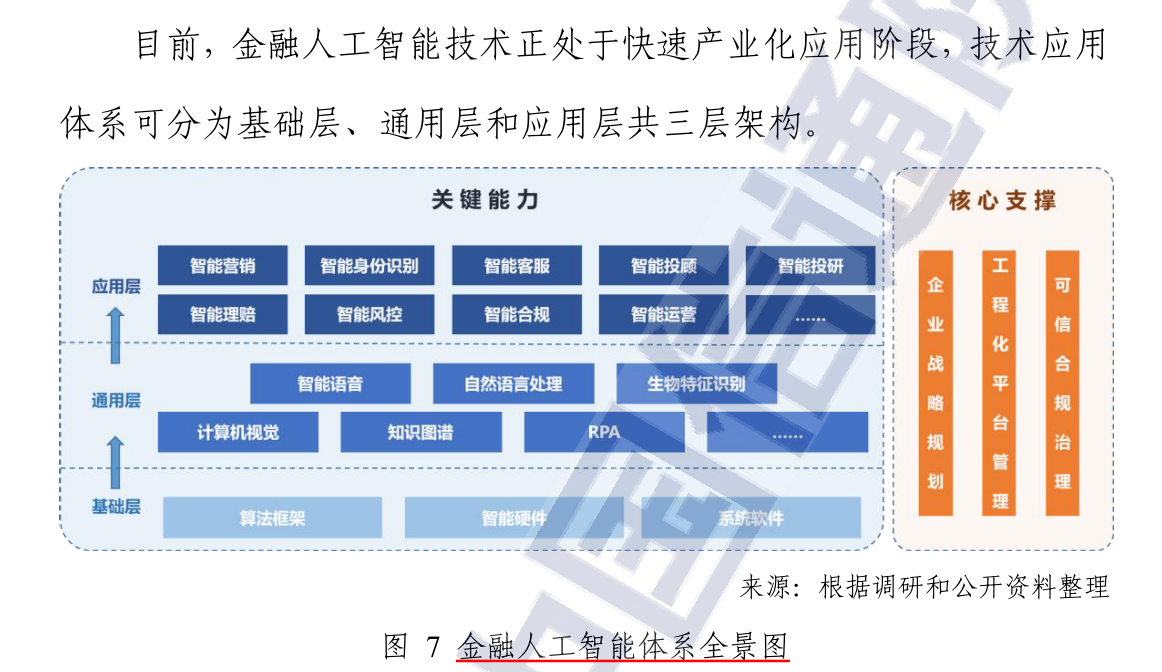 目前，金融人工智能技术正处于快速产业化应用阶段，技术应用
体系可分为基础层、通用层和应用层共三层架构。
关键能力
应用层
智能营销 智能身份识别 智能客服 智能投顾 智能投研
智能理赔 智能风控 智能合规 智能运营 ......
通用层
智能语音 自然语言处理 生物特征识别
计算机视觉 知识图谱 RPA ......
基础层
算法框架 智能硬件 系统软件
核心支撑
企业战略规划
工程化平台管理
可信合规治理
来源：根据调研和公开资料整理
图 7 金融人工智能体系全景图
中国信通院